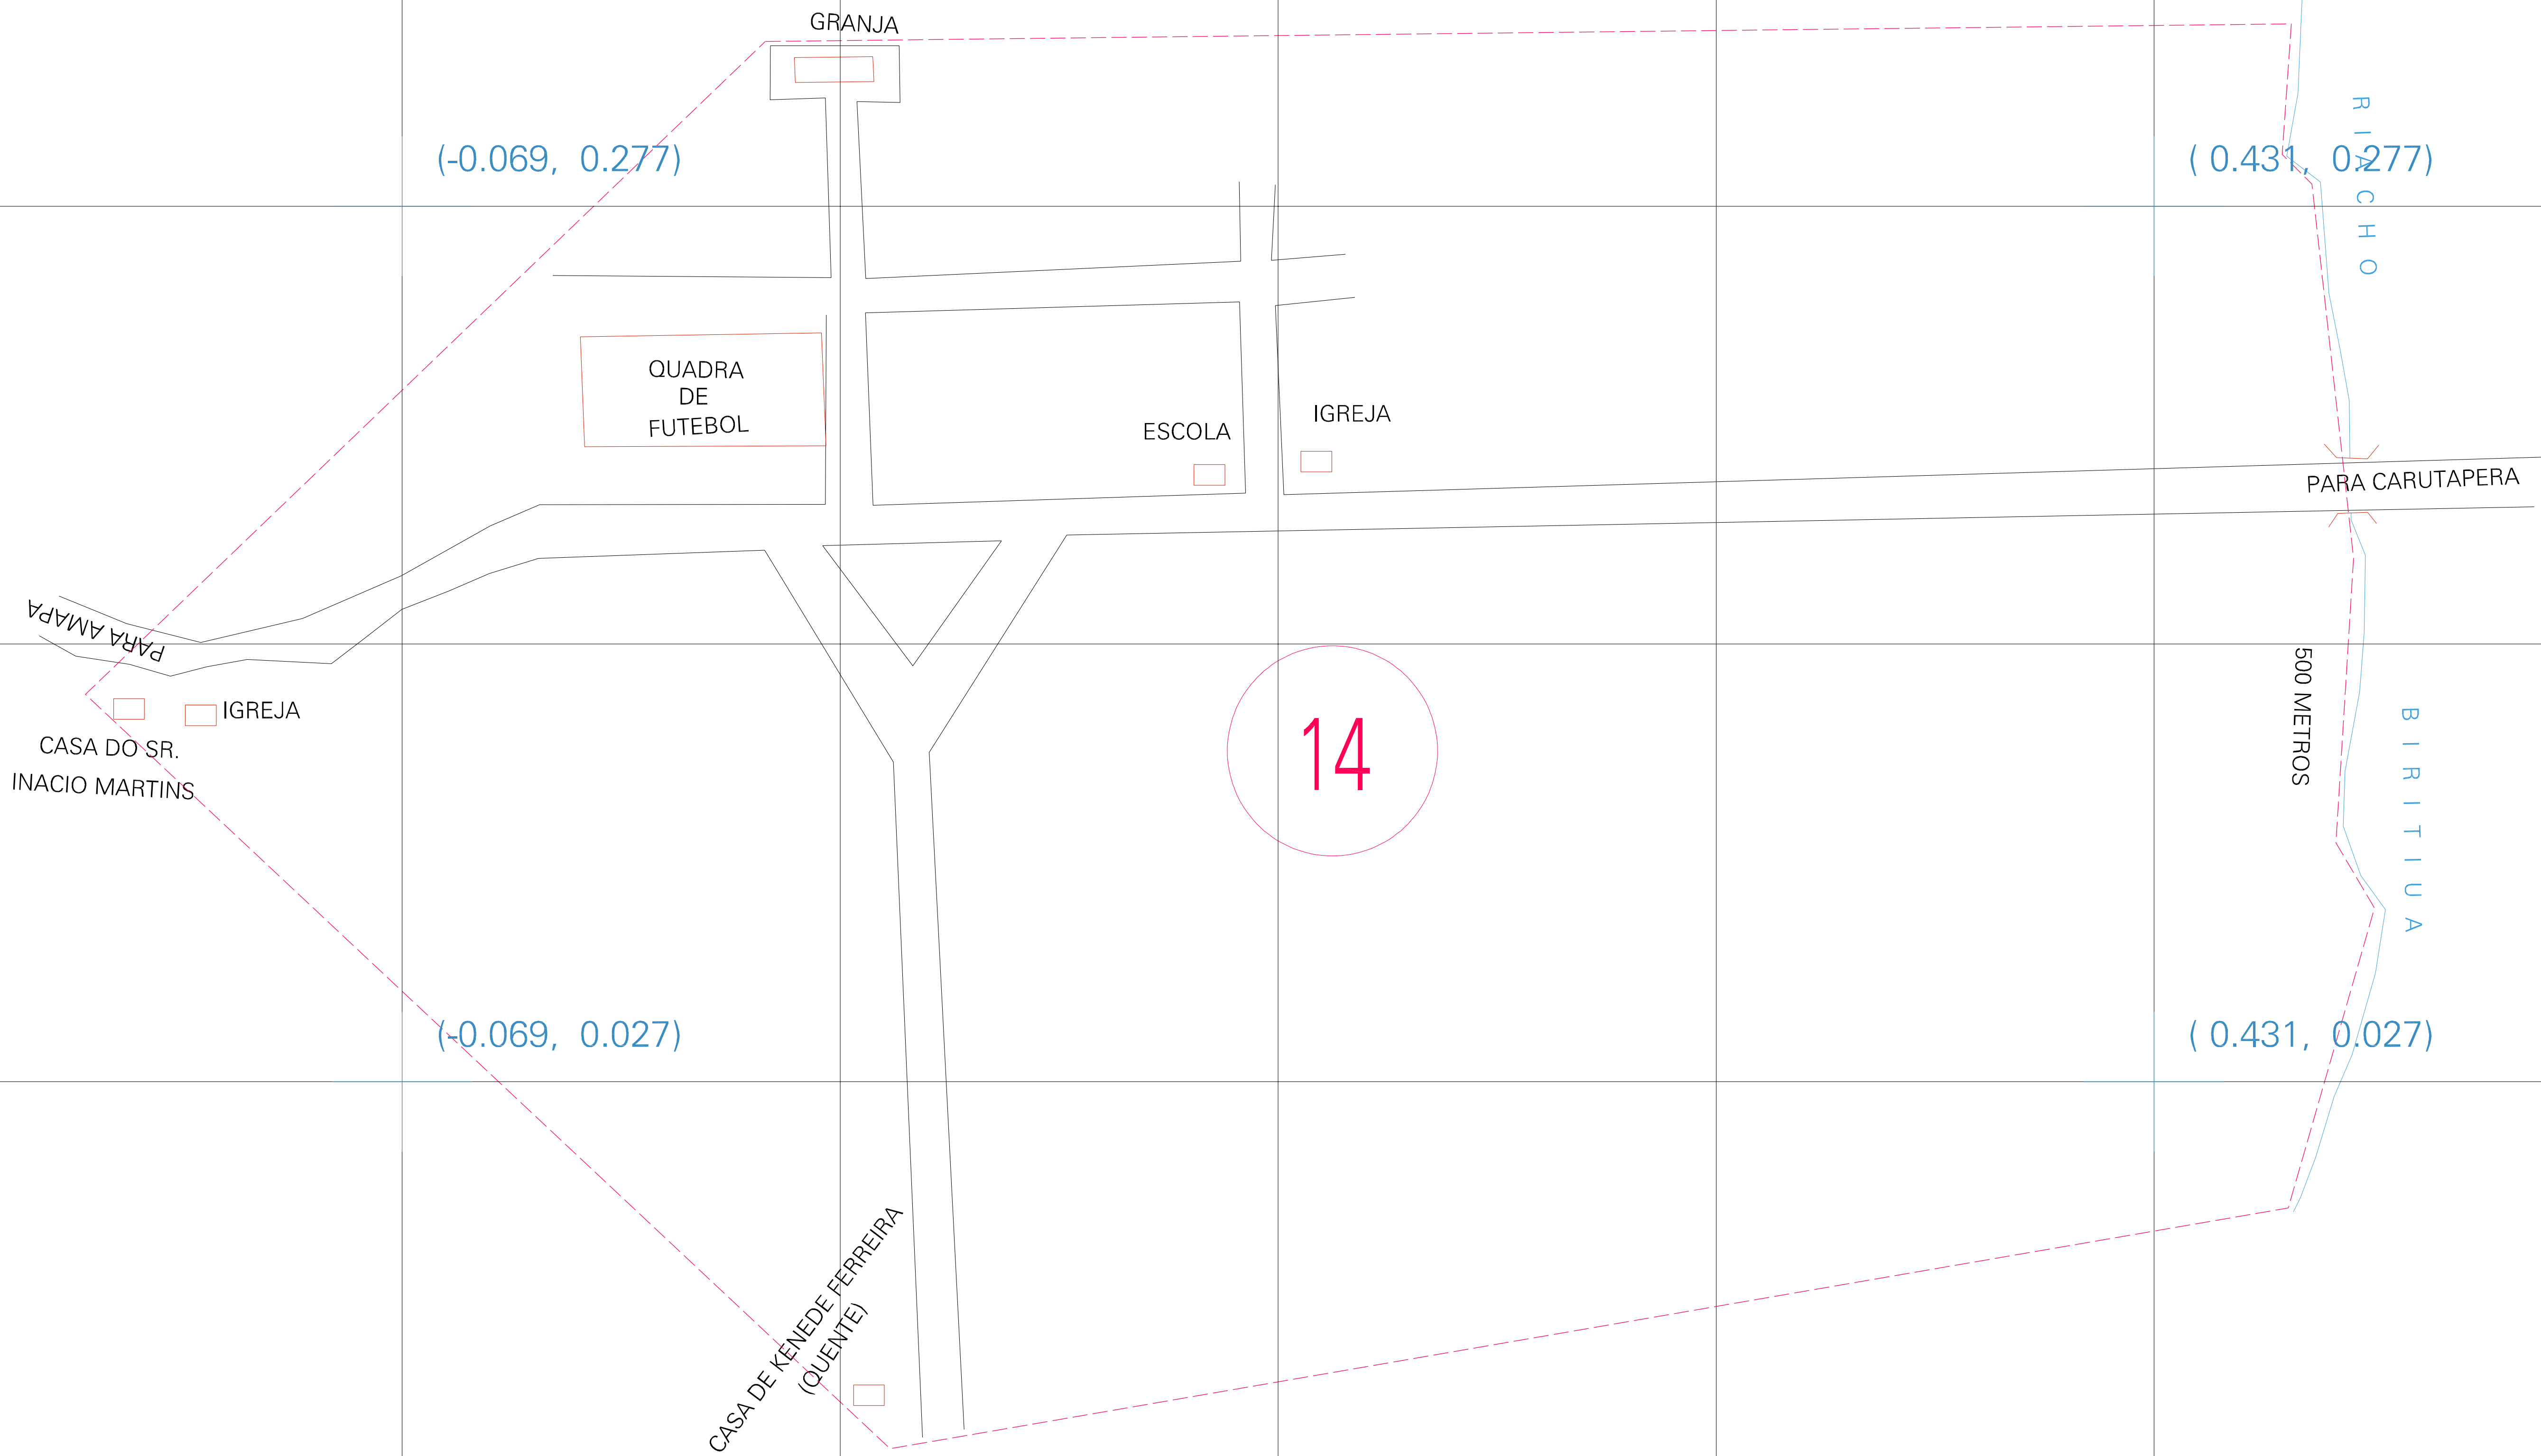 GRANJA
(-0.069, 0.277)
( 0.431, 0.277)
RIACHO
QUADRA
DE
FUTEBOL
ESCOLA
IGREJA
PARA CARUTAPERA
PARA AMAPA
IGREJA
CASA DO SR.
INACIO MARTINS
14
500 METROS
BIRITIUA
(-0.069, 0.027)
( 0.431, 0.027)
CASA DE KENEDE FERREIRA
(QUENTE)